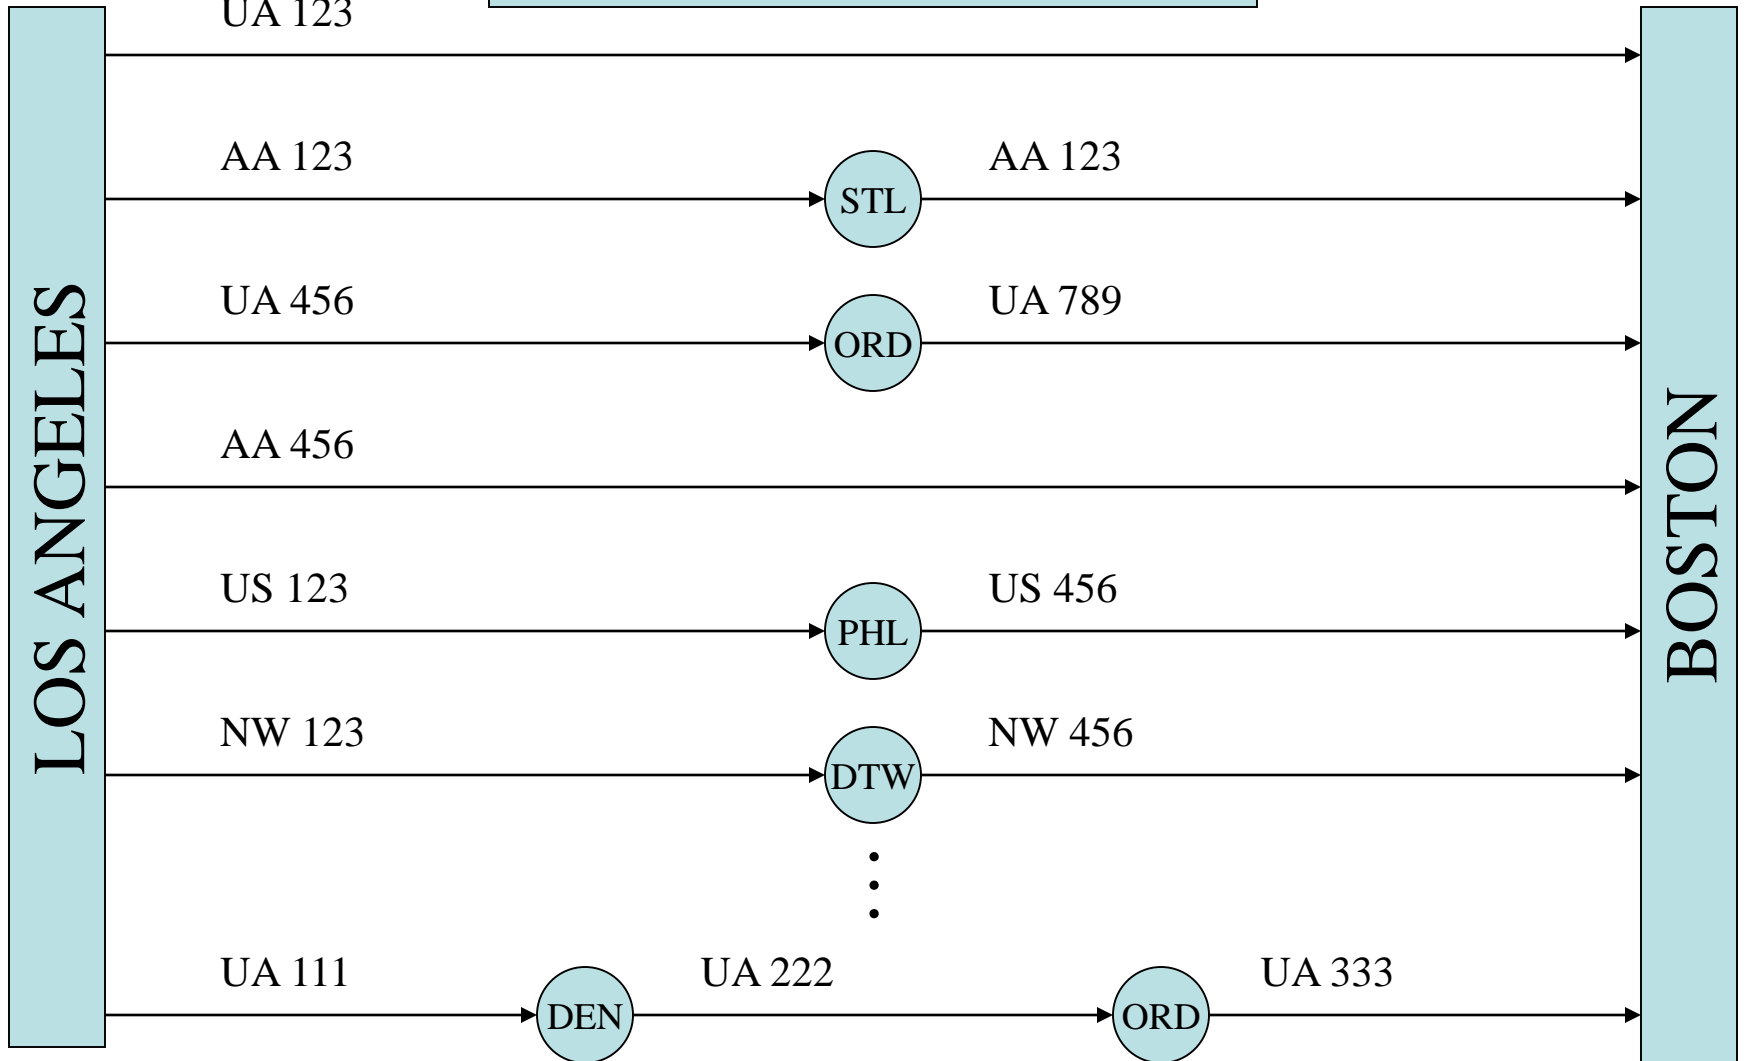 UA 123
AA 123
STL
AA 123
UA 456
ORD
UA 789
AA 456
US 123
PHL
US 456
NW 123
DTW
NW 456
UA 111
DEN
UA 222
ORD
UA 333
LOS ANGELES
BOSTON